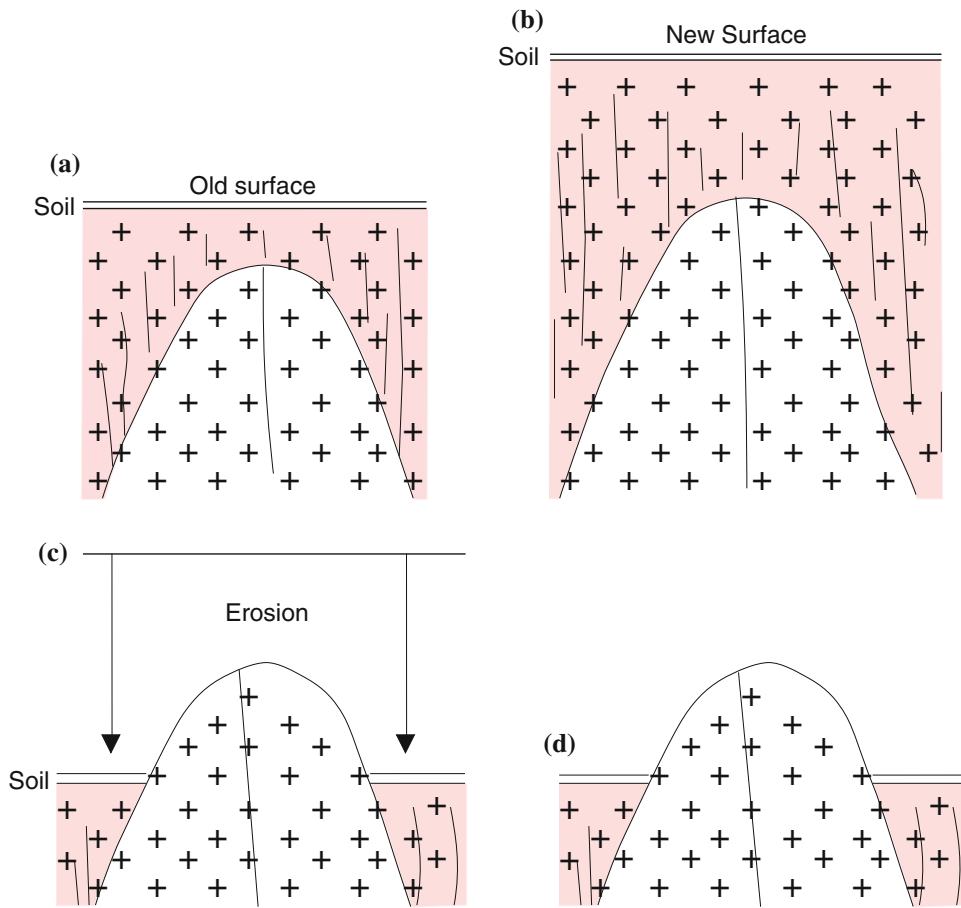 (a)
Old surface
Soil
(b)
New Surface
Soil
(c)
Erosion
Soil
(d)